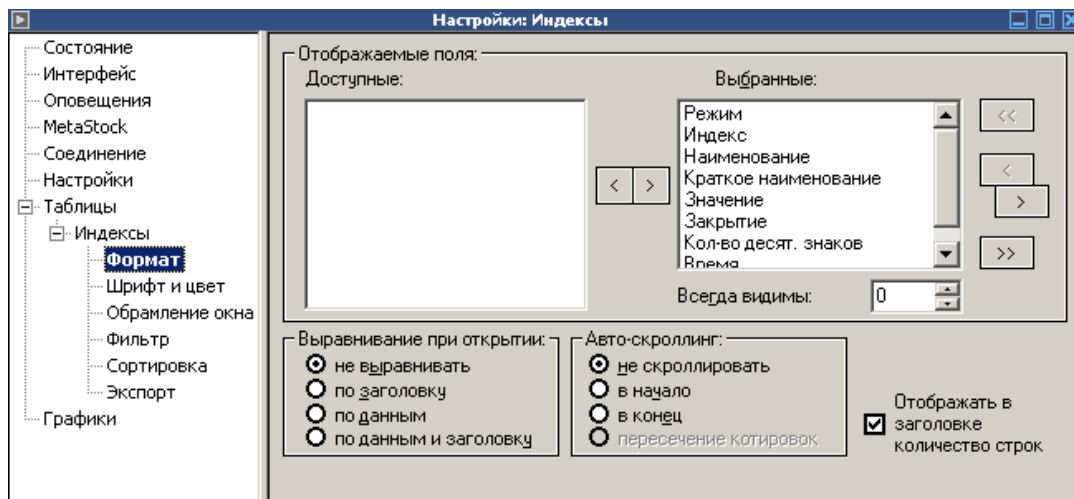 Настройки: Индексы
Состояние
Интерфейс
Оповещения
MetaStock
Соединение
Настройки
Таблицы
Индексы
Формат
Шрифт и цвет
Обрамление окна
Фильтр
Сортировка
Экспорт
Графики
Отображаемые поля:
Доступные:
Выбранные:
Режим
Индекс
Наименование
Краткое наименование
Значение
Закрытие
Кол-во десят. знаков
Время
< >
<<
<
>
>>
Всегда видимы: 0
Выравнивание при открытии:
не выравнивать
по заголовку
по данным
по данным и заголовку
Авто-скроллинг:
не скроллировать
в начало
в конец
пересечение котировок
Отображать в
заголовке
количество строк